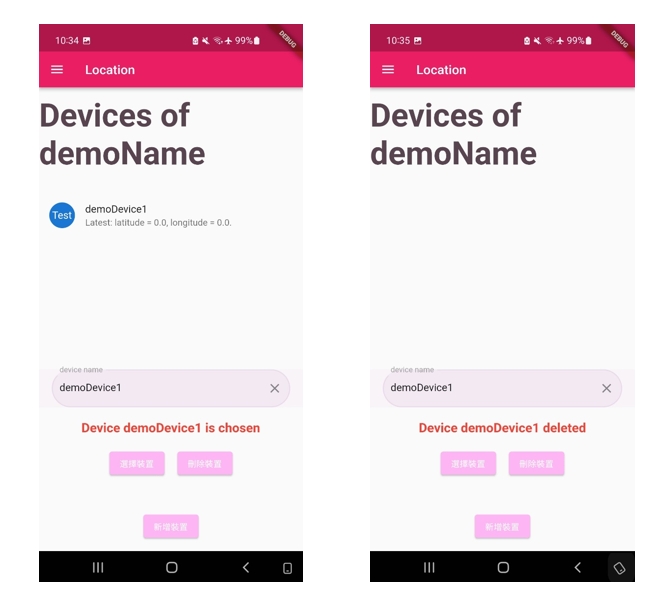 10:34 99% DEBUG
Location
Devices of
demoName
Test demoDevice1
Latest: latitude = 0.0, longitude = 0.0.
device name
demoDevice1
Device demoDevice1 is chosen
選擇裝置 刪除裝置
新增裝置
10:35 99% DEBUG
Location
Devices of
demoName
device name
demoDevice1
Device demoDevice1 deleted
選擇裝置 刪除裝置
新增裝置